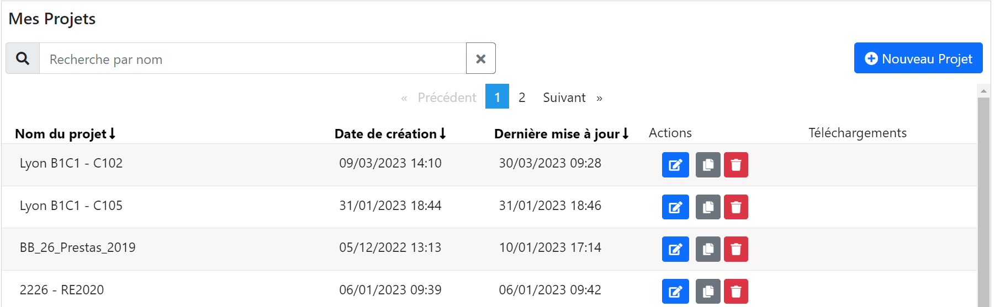 Mes Projets
Recherche par nom
Nouveau Projet
« Précédent 1 2 Suivant »
Nom du projet Date de création Dernière mise à jour Actions Téléchargements
Lyon B1C1 - C102 09/03/2023 14:10 30/03/2023 09:28
Lyon B1C1 - C105 31/01/2023 18:44 31/01/2023 18:46
BB_26_Prestas_2019 05/12/2022 13:13 10/01/2023 17:14
2226 - RE2020 06/01/2023 09:39 06/01/2023 09:42